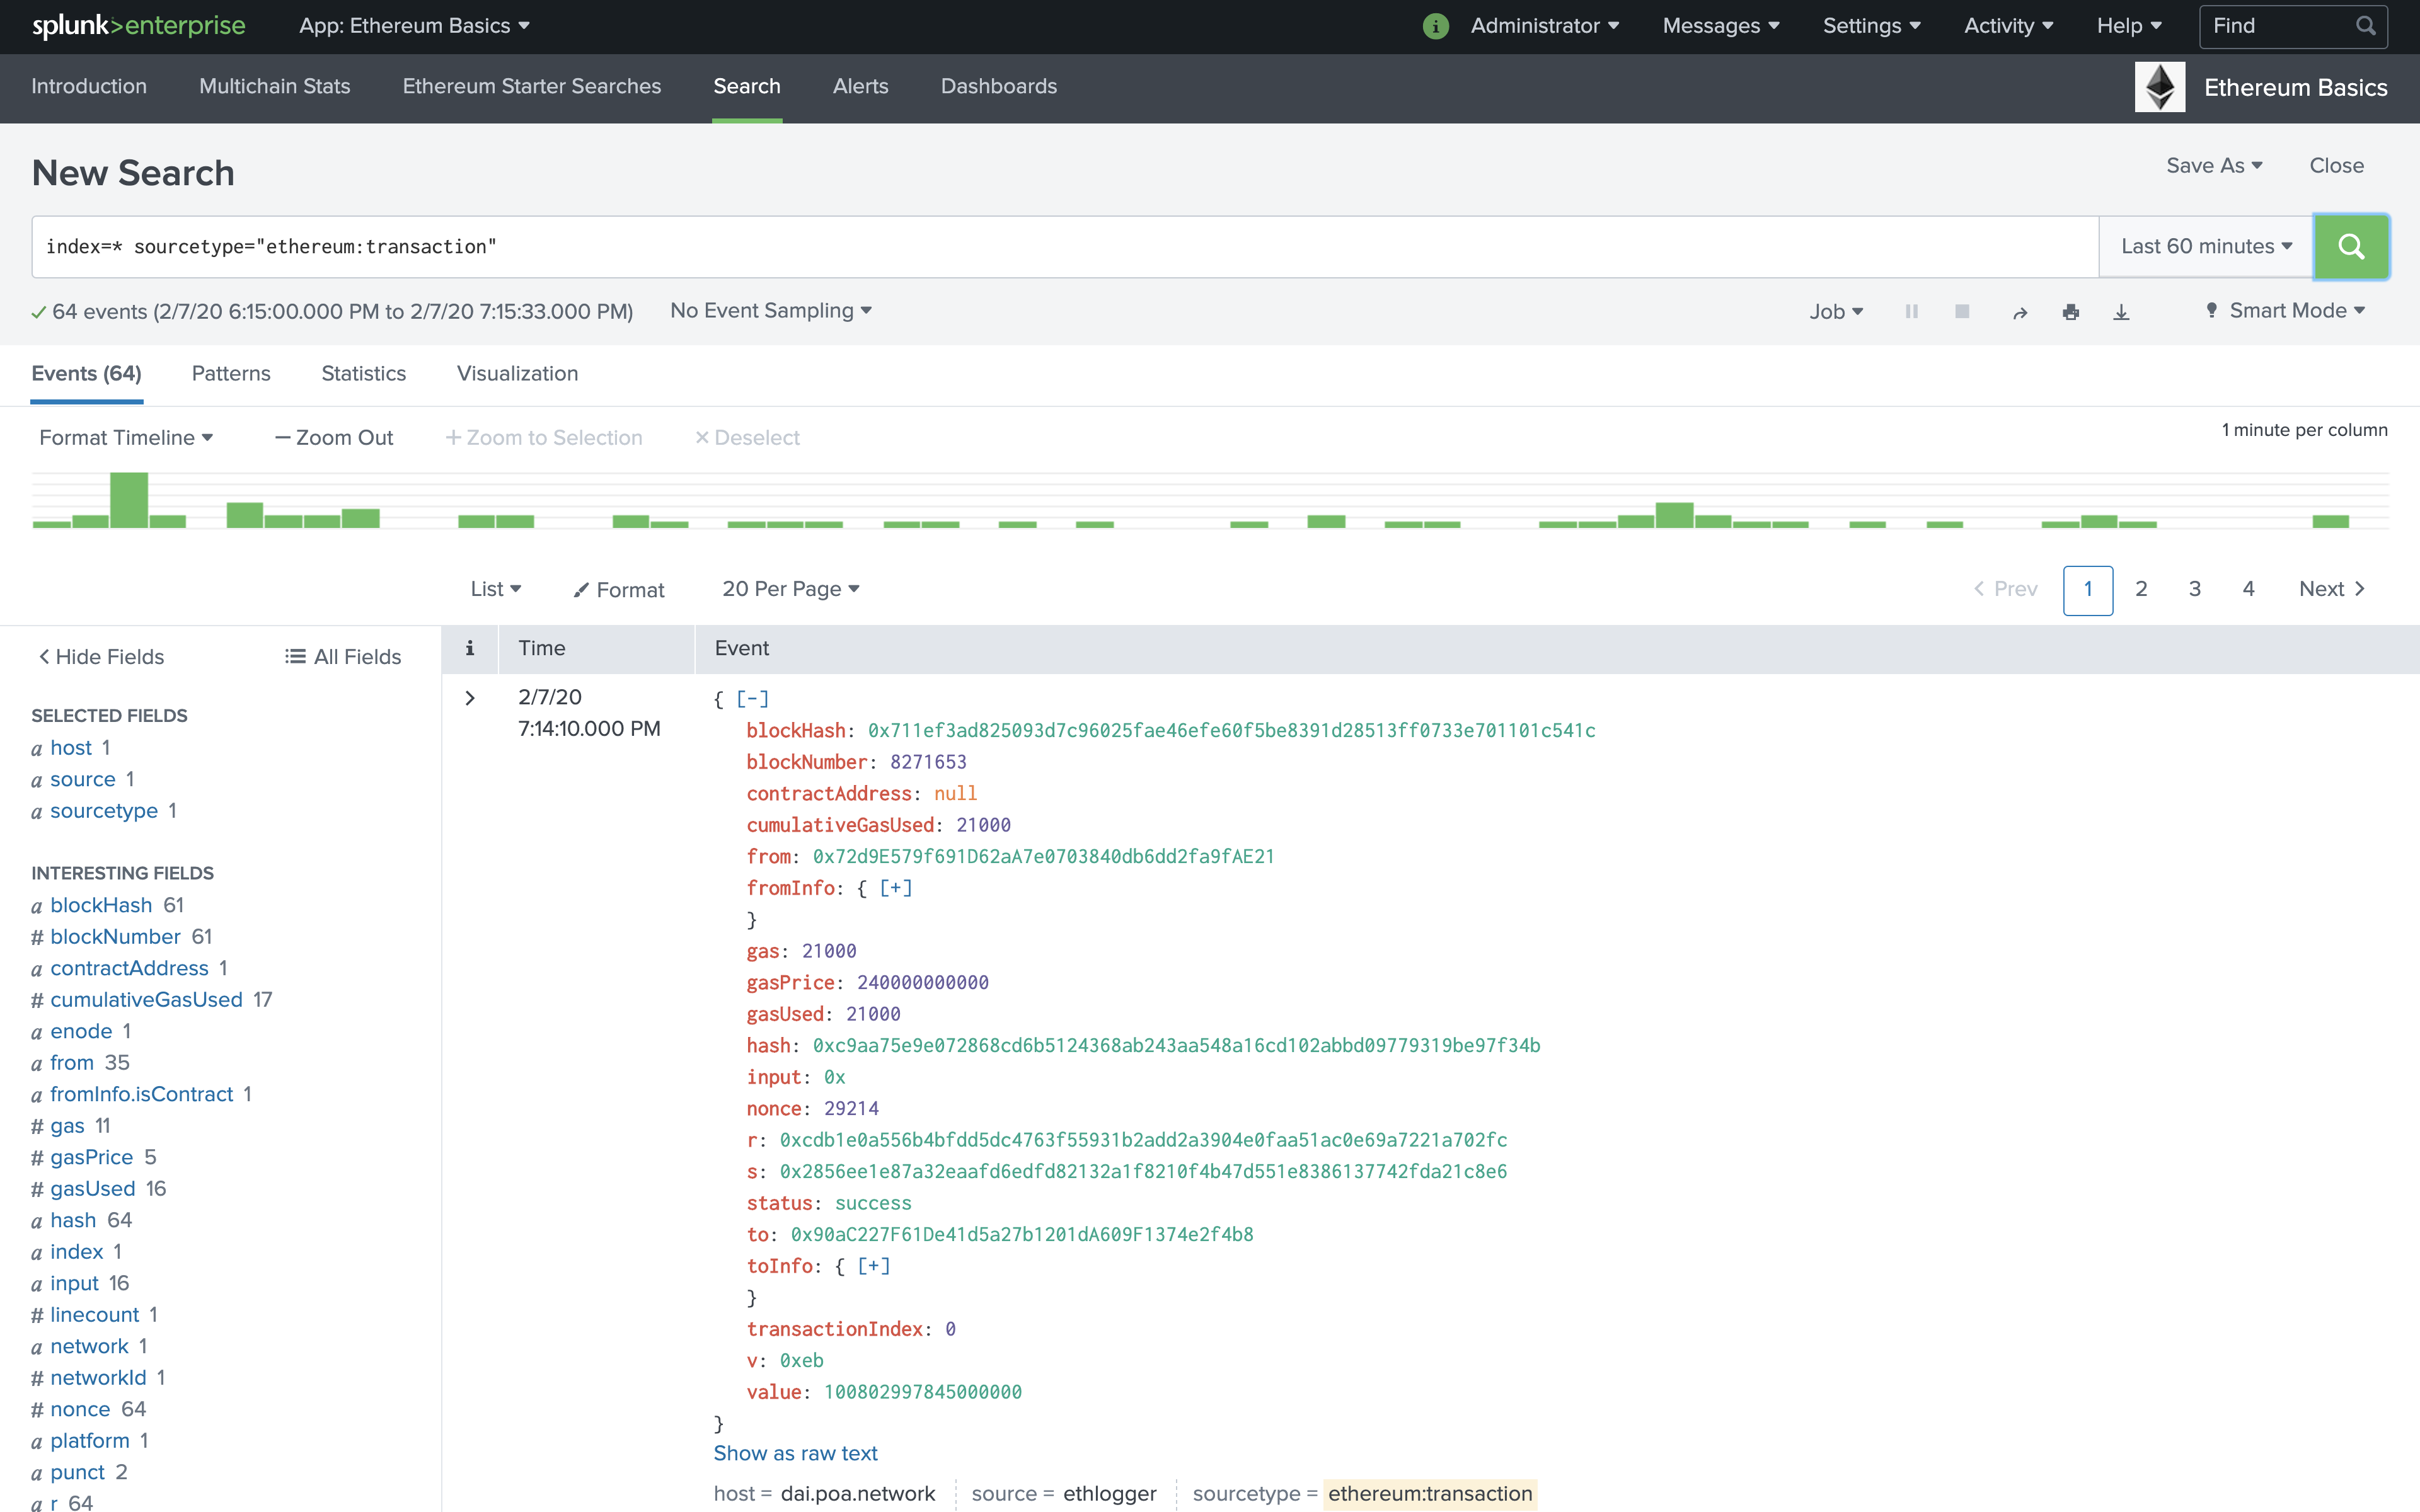 splunk>enterprise App: Ethereum Basics i Administrator Messages Settings Activity Help Find
Introduction Multichain Stats Ethereum Starter Searches Search Alerts Dashboards Ethereum Basics
New Search Save As Close
index=* sourcetype="ethereum:transaction" Last 60 minutes
64 events (2/7/20 6:15:00.000 PM to 2/7/20 7:15:33.000 PM) No Event Sampling Job Smart Mode
Events (64) Patterns Statistics Visualization
Format Timeline — Zoom Out + Zoom to Selection × Deselect 1 minute per column
List Format 20 Per Page < Prev 1 2 3 4 Next >
< Hide Fields All Fields
SELECTED FIELDS
a host 1
a source 1
a sourcetype 1
INTERESTING FIELDS
a blockHash 61
# blockNumber 61
a contractAddress 1
# cumulativeGasUsed 17
a enode 1
a from 35
a fromInfo.isContract 1
# gas 11
# gasPrice 5
# gasUsed 16
a hash 64
a index 1
a input 16
# linecount 1
a network 1
# networkId 1
# nonce 64
a platform 1
a punct 2
a r 64
i Time Event
> 2/7/20
7:14:10.000 PM
{ [-]
blockHash: 0x711ef3ad825093d7c96025fae46efe60f5be8391d28513ff0733e701101c541c
blockNumber: 8271653
contractAddress: null
cumulativeGasUsed: 21000
from: 0x72d9E579f691D62aA7e0703840db6dd2fa9fAE21
fromInfo: { [+]
}
gas: 21000
gasPrice: 240000000000
gasUsed: 21000
hash: 0xc9aa75e9e072868cd6b5124368ab243aa548a16cd102abbd09779319be97f34b
input: 0x
nonce: 29214
r: 0xcdb1e0a556b4bfdd5dc4763f55931b2add2a3904e0faa51ac0e69a7221a702fc
s: 0x2856ee1e87a32eaafd6edfd82132a1f8210f4b47d551e8386137742fda21c8e6
status: success
to: 0x90aC227F61De41d5a27b1201dA609F1374e2f4b8
toInfo: { [+]
}
transactionIndex: 0
v: 0xeb
value: 100802997845000000
}
Show as raw text
host = dai.poa.network source = ethlogger sourcetype = ethereum:transaction